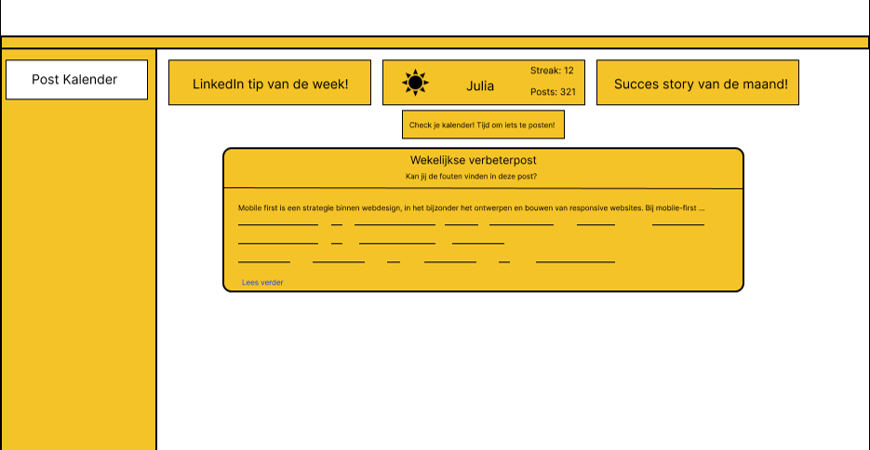 Post Kalender
LinkedIn tip van de week!
Julia
Streak: 12
Posts: 321
Succes story van de maand!
Check je kalender! Tijd om iets te posten!
Wekelijkse verbeterpost
Kan jij de fouten vinden in deze post?
Mobile first is een strategie binnen webdesign, in het bijzonder het ontwerpen en bouwen van responsive websites. Bij mobile-first ...
Lees verder